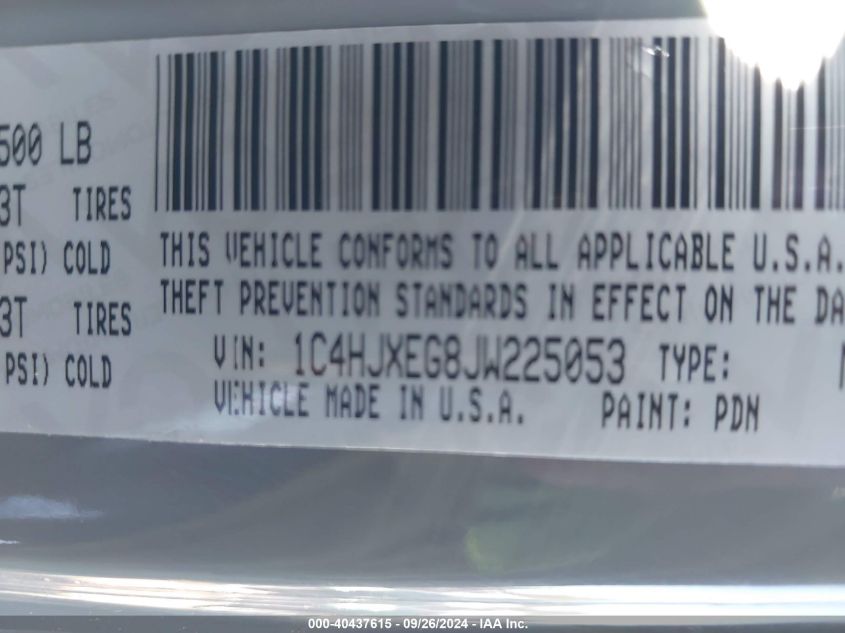 500 LB
3T TIRES
PSI) COLD
3T TIRES
PSI) COLD
THIS VEHICLE CONFORMS TO ALL APPLICABLE U.S.A.
THEFT PREVENTION STANDARDS IN EFFECT ON THE DA
VIN: 1C4HJXEG8JW225053 TYPE:
VEHICLE MADE IN U.S.A. PAINT: PDN
000-40437615 - 09/26/2024 - IAA Inc.